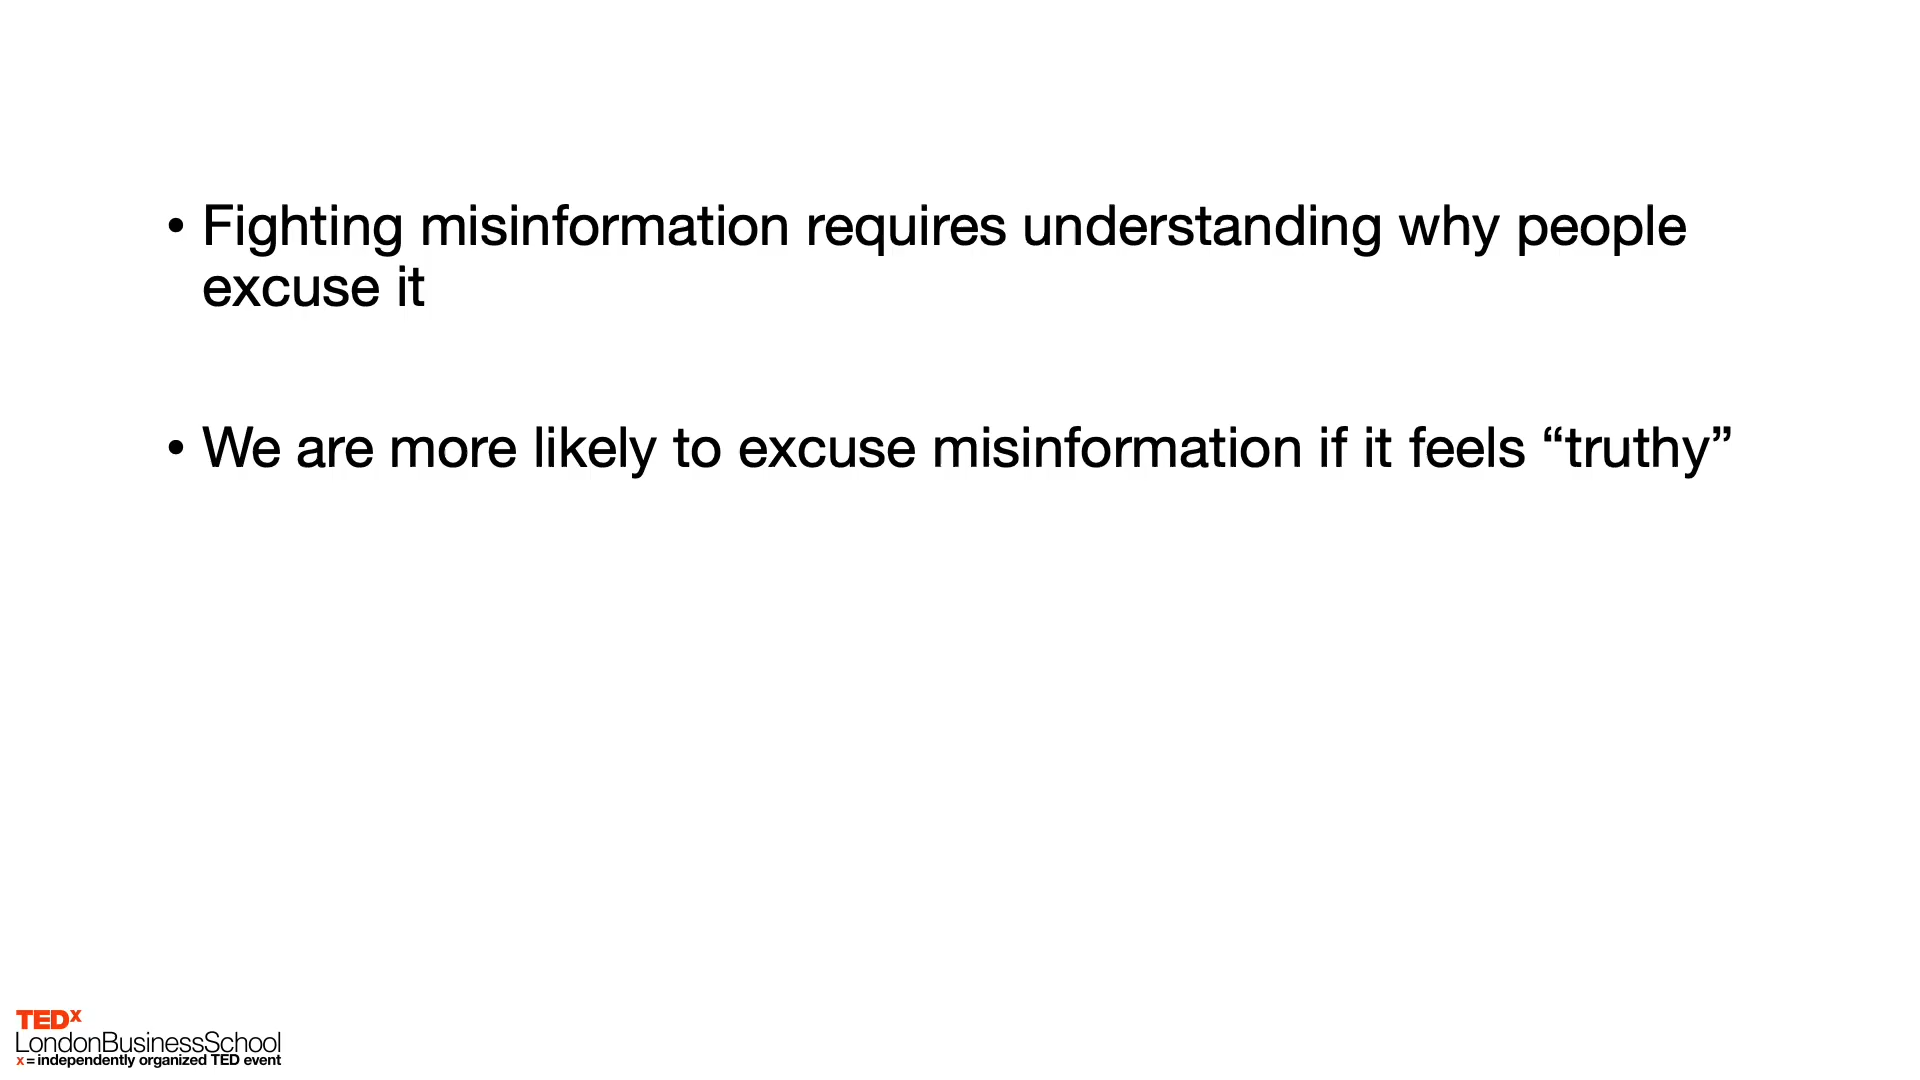 • Fighting misinformation requires understanding why people
excuse it
• We are more likely to excuse misinformation if it feels “truthy”
TEDx
LondonBusinessSchool
x = independently organized TED event